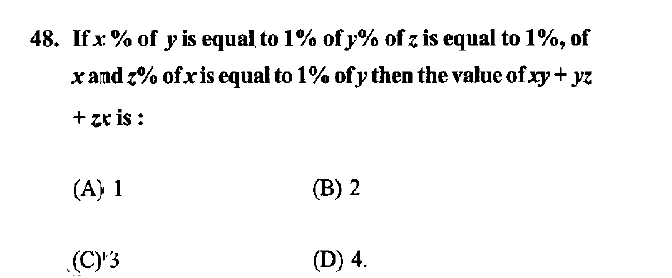 48. If x % of y is equal to 1% of y% of z is equal to 1%, of
x and z% of x is equal to 1% of y then the value of xy + yz
+ zx is :
(A) 1 (B) 2
(C) 3 (D) 4.